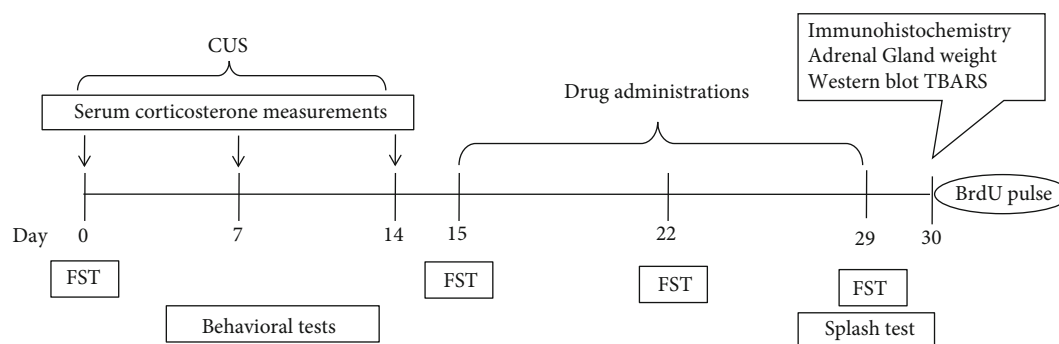 CUS
Serum corticosterone measurements
Drug administrations
Immunohistochemistry
Adrenal Gland weight
Western blot TBARS
BrdU pulse
Day 0 7 14 15 22 29 30
FST FST FST FST
Behavioral tests
Splash test